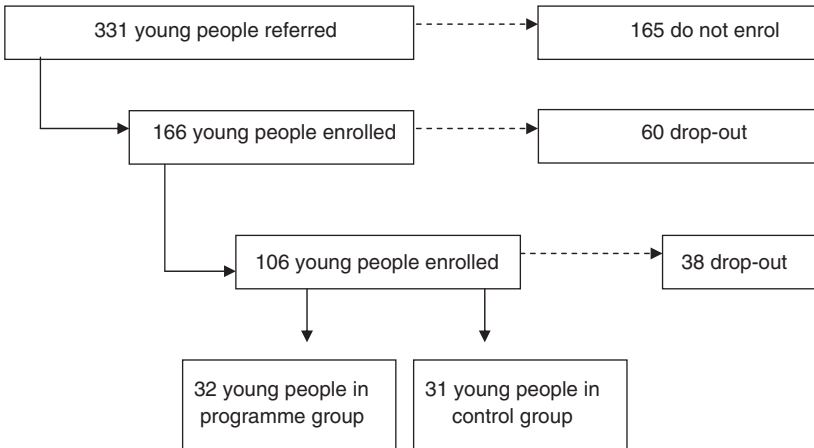 331 young people referred
165 do not enrol
166 young people enrolled
60 drop-out
106 young people enrolled
38 drop-out
32 young people in
programme group
31 young people in
control group